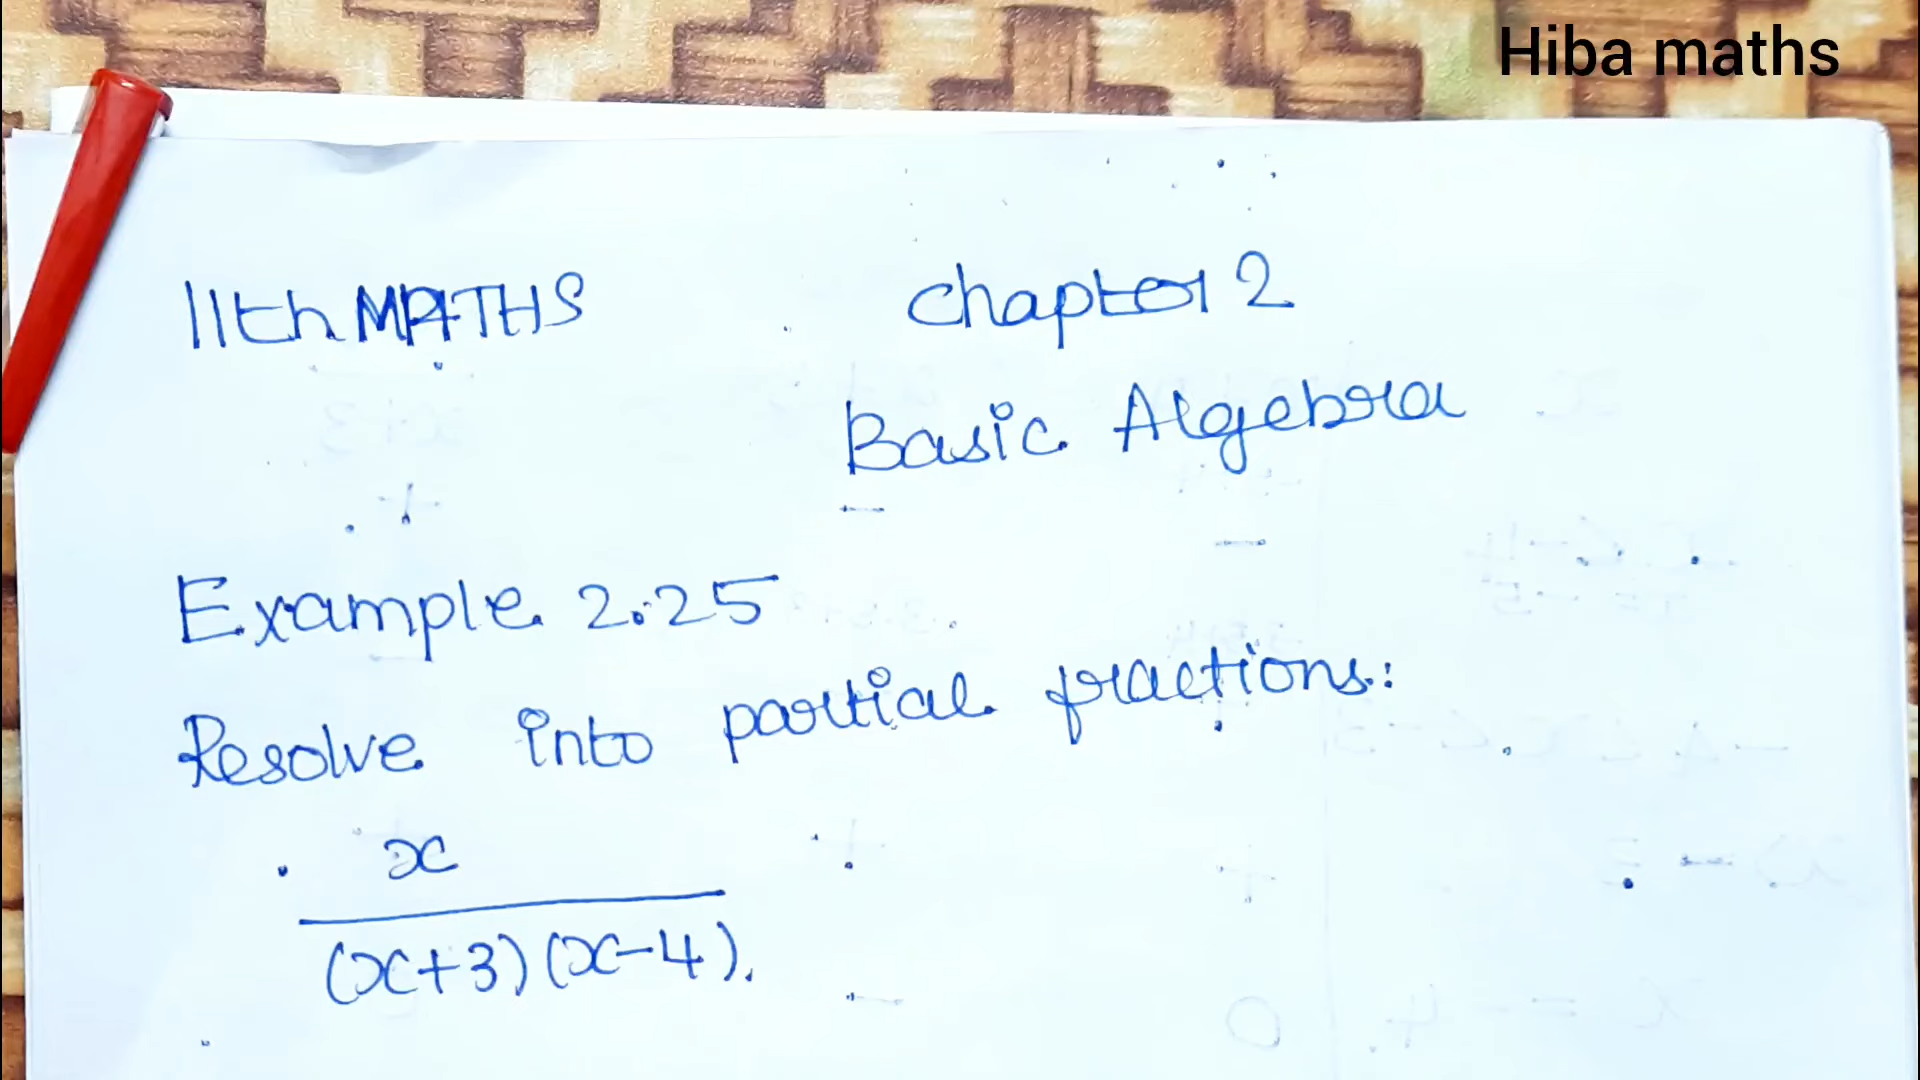 Hiba maths
11th MATHS
Chapter 2
Basic Algebra
Example 2.25
Resolve into partial fractions:
x
(x+3)(x-4).